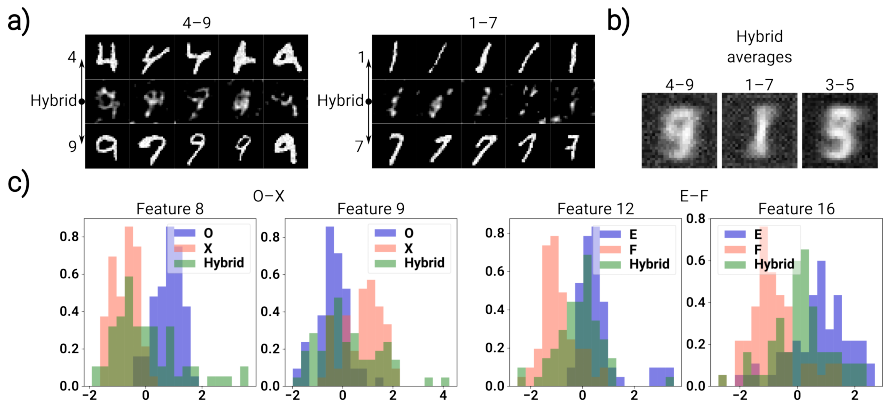 a)
4–9
1–7
4
Hybrid
9
1
Hybrid
7
b)
Hybrid
averages
4–9
1–7
3–5
c)
O–X
E–F
Feature 8
Feature 9
Feature 12
Feature 16
0.8
0.6
0.4
0.2
0.0
−2
0
2
O
X
Hybrid
0.8
0.6
0.4
0.2
0.0
−2
0
2
4
O
X
Hybrid
0.8
0.6
0.4
0.2
0.0
−2
0
2
E
F
Hybrid
0.8
0.6
0.4
0.2
0.0
−2
0
2
E
F
Hybrid